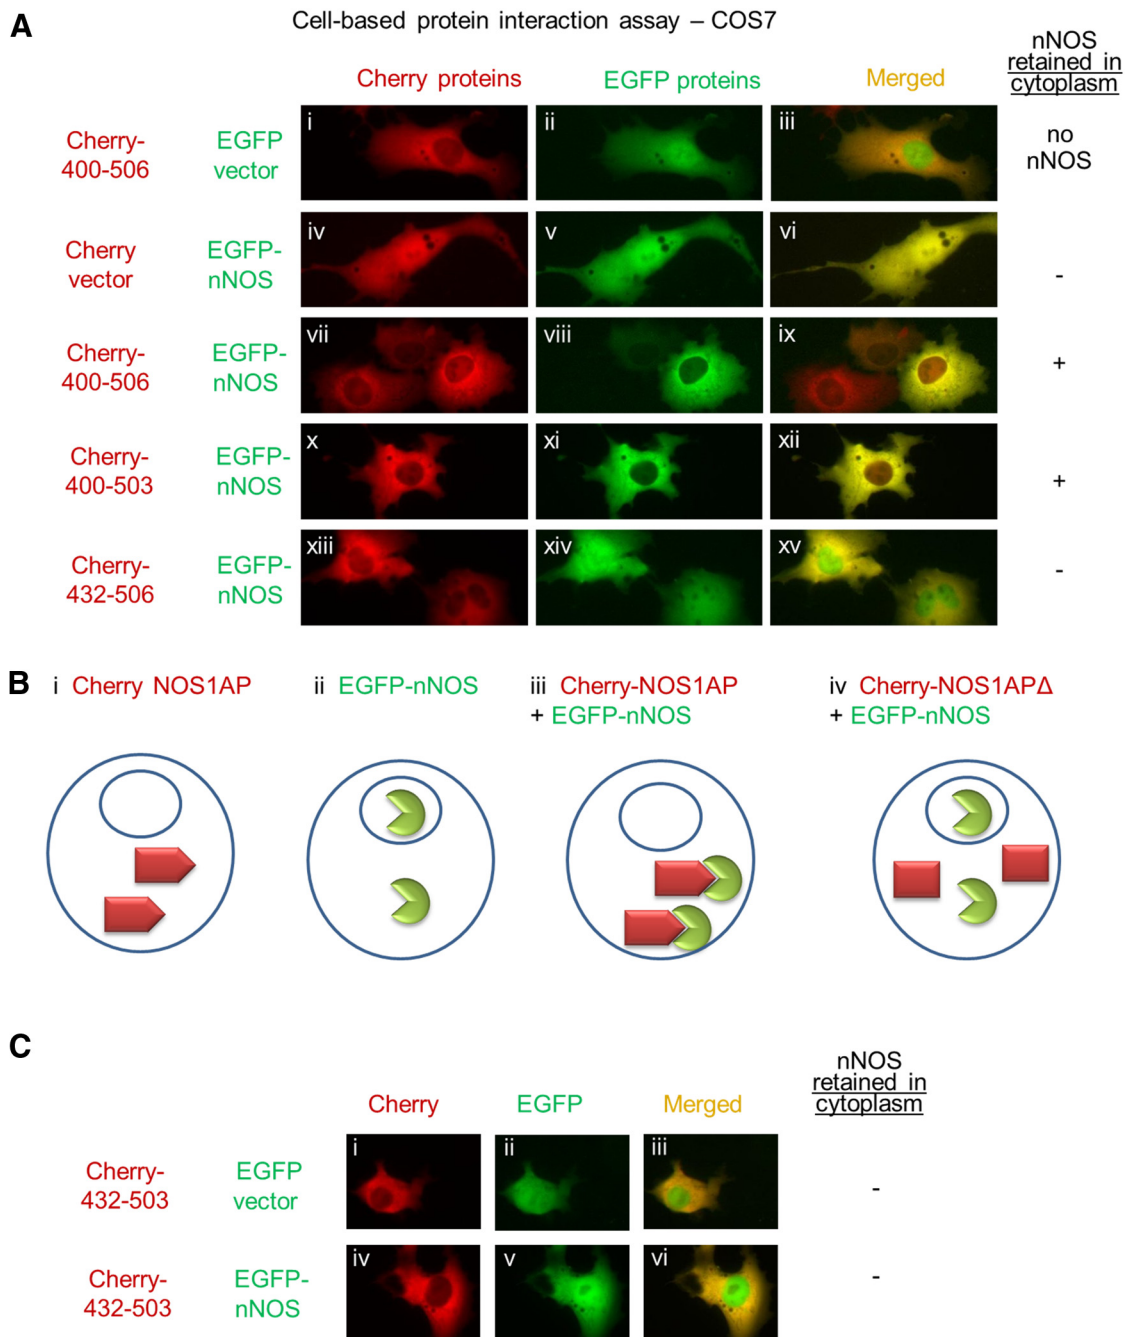 A
Cell-based protein interaction assay – COS7
nNOS
retained in
cytoplasm
Cherry proteins
EGFP proteins
Merged
Cherry-
400-506
EGFP
vector
i
ii
iii
no
nNOS
Cherry
vector
EGFP-
nNOS
iv
v
vi
-
Cherry-
400-506
EGFP-
nNOS
vii
viii
ix
+
Cherry-
400-503
EGFP-
nNOS
x
xi
xii
+
Cherry-
432-506
EGFP-
nNOS
xiii
xiv
xv
-
B
i Cherry NOS1AP
ii EGFP-nNOS
iii Cherry-NOS1AP
+ EGFP-nNOS
iv Cherry-NOS1APΔ
+ EGFP-nNOS
C
nNOS
retained in
cytoplasm
Cherry
EGFP
Merged
Cherry-
432-503
EGFP
vector
i
ii
iii
-
Cherry-
432-503
EGFP-
nNOS
iv
v
vi
-